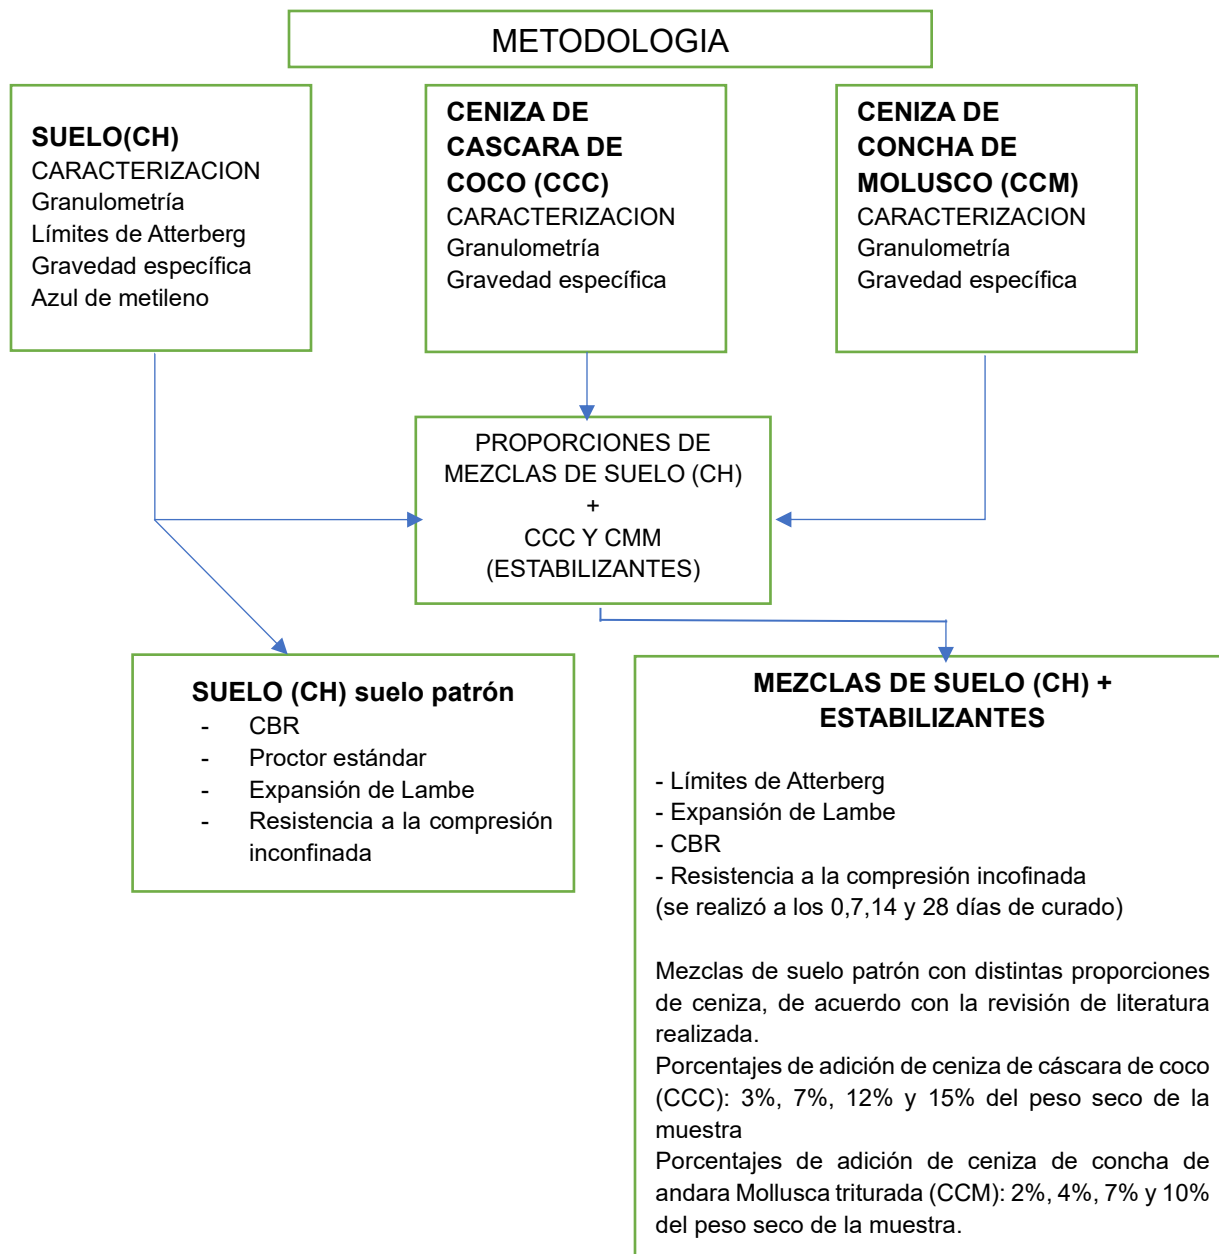 METODOLOGIA
SUELO(CH)
CARACTERIZACION
Granulometría
Límites de Atterberg
Gravedad específica
Azul de metileno
CENIZA DE
CASCARA DE
COCO (CCC)
CARACTERIZACION
Granulometría
Gravedad específica
CENIZA DE
CONCHA DE
MOLUSCO (CCM)
CARACTERIZACION
Granulometría
Gravedad específica
PROPORCIONES DE
MEZCLAS DE SUELO (CH)
+
CCC Y CMM
(ESTABILIZANTES)
SUELO (CH) suelo patrón
- CBR
- Proctor estándar
- Expansión de Lambe
- Resistencia a la compresión
inconfinada
MEZCLAS DE SUELO (CH) +
ESTABILIZANTES
- Límites de Atterberg
- Expansión de Lambe
- CBR
- Resistencia a la compresión incofinada
(se realizó a los 0,7,14 y 28 días de curado)
Mezclas de suelo patrón con distintas proporciones
de ceniza, de acuerdo con la revisión de literatura
realizada.
Porcentajes de adición de ceniza de cáscara de coco
(CCC): 3%, 7%, 12% y 15% del peso seco de la
muestra
Porcentajes de adición de ceniza de concha de
andara Mollusca triturada (CCM): 2%, 4%, 7% y 10%
del peso seco de la muestra.